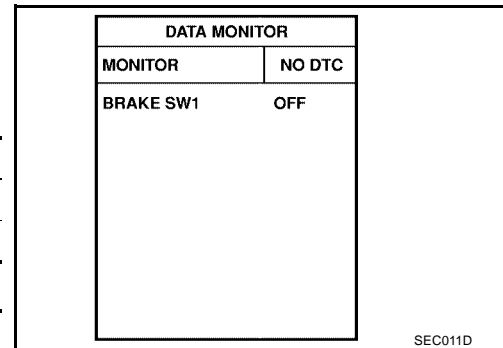 DATA MONITOR
MONITOR NO DTC
BRAKE SW1 OFF
SEC011D